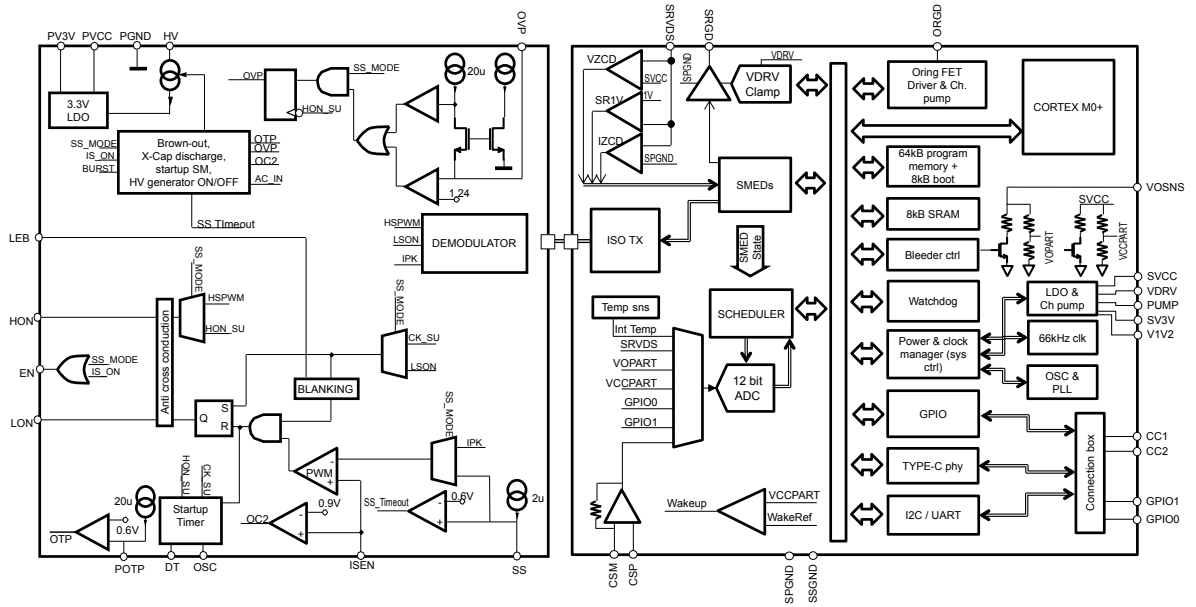 PV3V PVCC PGND HV OVP
3.3V
LDO
OVP
SS_MODE
HON_SU
20u
1.24
SS_MODE
IS_ON
BURST
Brown-out,
X-Cap discharge,
startup SM,
HV generator ON/OFF
OTP
OVP
OC2
AC_IN
SS TImeout
HSPWM
LSON
IPK
DEMODULATOR
LEB
HON
EN
LON
SS_MODE
HSPWM
HON_SU
Anti cross conduction
SS_MODE
IS_ON
SS_MODE
CK_SU
LSON
BLANKING
Q
S
R
SS_MODE
IPK
-
PWM
+
HON_SU
CK_SU
20u
0.6V
OTP
Startup
Timer
OC2
0.9V
-
+
SS_Timeout
0.6V
-
+
2u
POTP DT OSC ISEN SS
SRVDS SRGD ORGD
VZCD
SVCC
SR1V
1V
IZCD
SPGND
SPGND
VDRV
VDRV
Clamp
SMEDs
ISO TX
SMED
State
Temp sns
Int Temp
SRVDS
VOPART
VCCPART
GPIO0
GPIO1
SCHEDULER
12 bit
ADC
Wakeup
VCCPART
WakeRef
CSM CSP SPGND SSGND
Oring FET
Driver & Ch.
pump
CORTEX M0+
64kB program
memory +
8kB boot
8kB SRAM
Bleeder ctrl
Watchdog
Power & clock
manager (sys
ctrl)
GPIO
TYPE-C phy
I2C / UART
VOPART
SVCC
VCCPART
LDO &
Ch pump
66kHz clk
OSC &
PLL
Connection box
VOSNS
SVCC
VDRV
PUMP
SV3V
V1V2
CC1
CC2
GPIO1
GPIO0